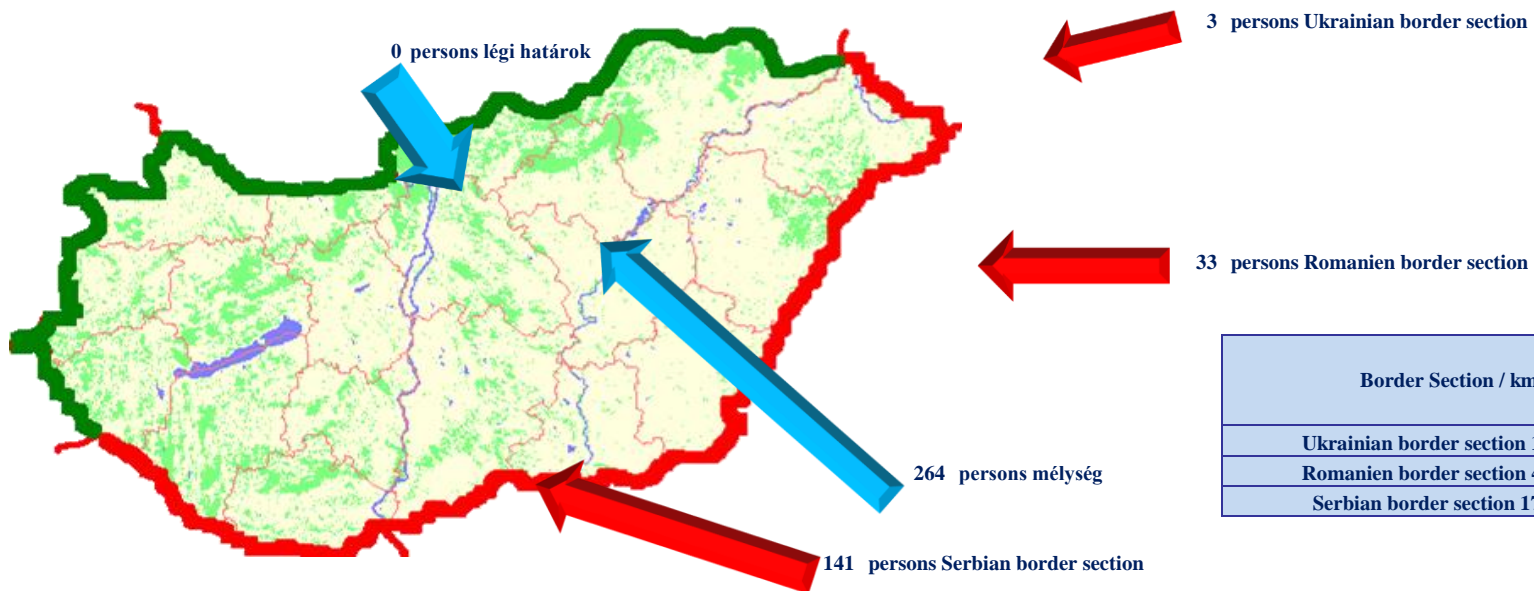 3 persons Ukrainian border section
0 persons légi határok
33 persons Romanien border section
Border Section / km
Ukrainian border section
Romanien border section
Serbian border section
264 persons mélység
141 persons Serbian border section